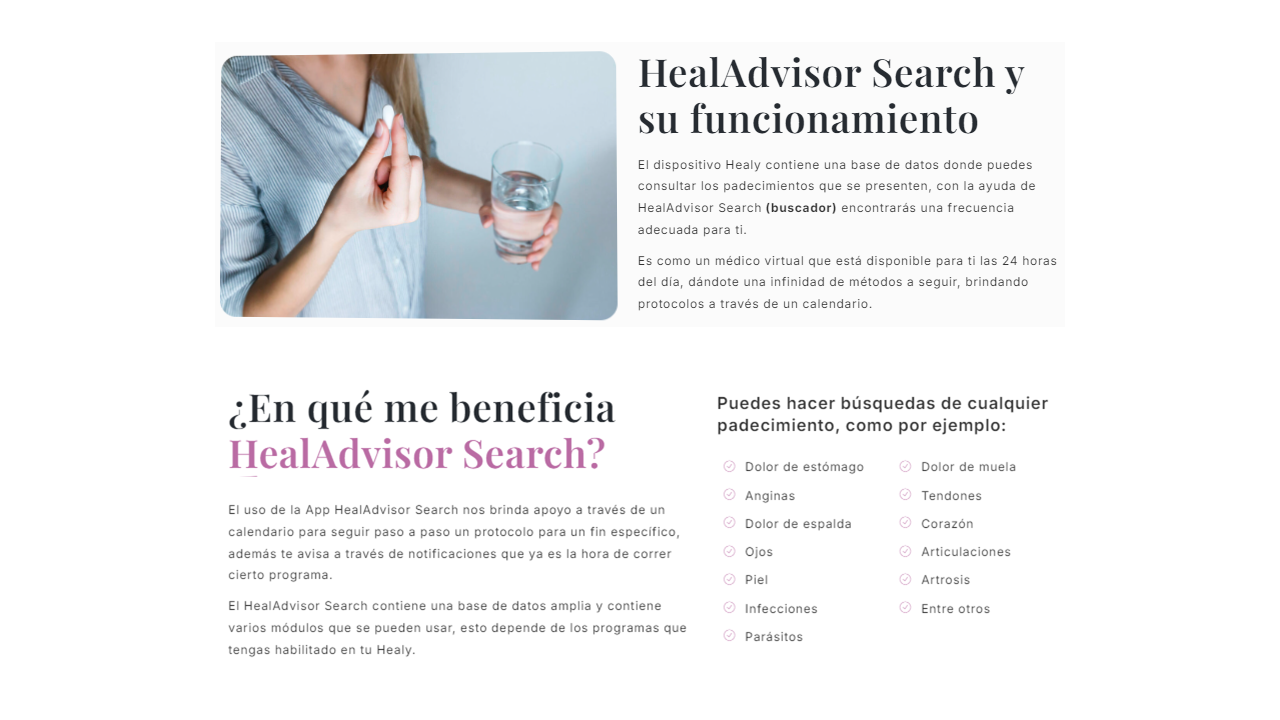 HealAdvisor Search y
su funcionamiento
El dispositivo Healy contiene una base de datos donde puedes
consultar los padecimientos que se presenten, con la ayuda de
HealAdvisor Search (buscador) encontrarás una frecuencia
adecuada para ti.
Es como un médico virtual que está disponible para ti las 24 horas
del día, dándote una infinidad de métodos a seguir, brindando
protocolos a través de un calendario.
¿En qué me beneficia
HealAdvisor Search?
El uso de la App HealAdvisor Search nos brinda apoyo a través de un
calendario para seguir paso a paso un protocolo para un fin específico,
además te avisa a través de notificaciones que ya es la hora de correr
cierto programa.
El HealAdvisor Search contiene una base de datos amplia y contiene
varios módulos que se pueden usar, esto depende de los programas que
tengas habilitado en tu Healy.
Puedes hacer búsquedas de cualquier
padecimiento, como por ejemplo:
Dolor de estómago
Anginas
Dolor de espalda
Ojos
Piel
Infecciones
Parásitos
Dolor de muela
Tendones
Corazón
Articulaciones
Artrosis
Entre otros